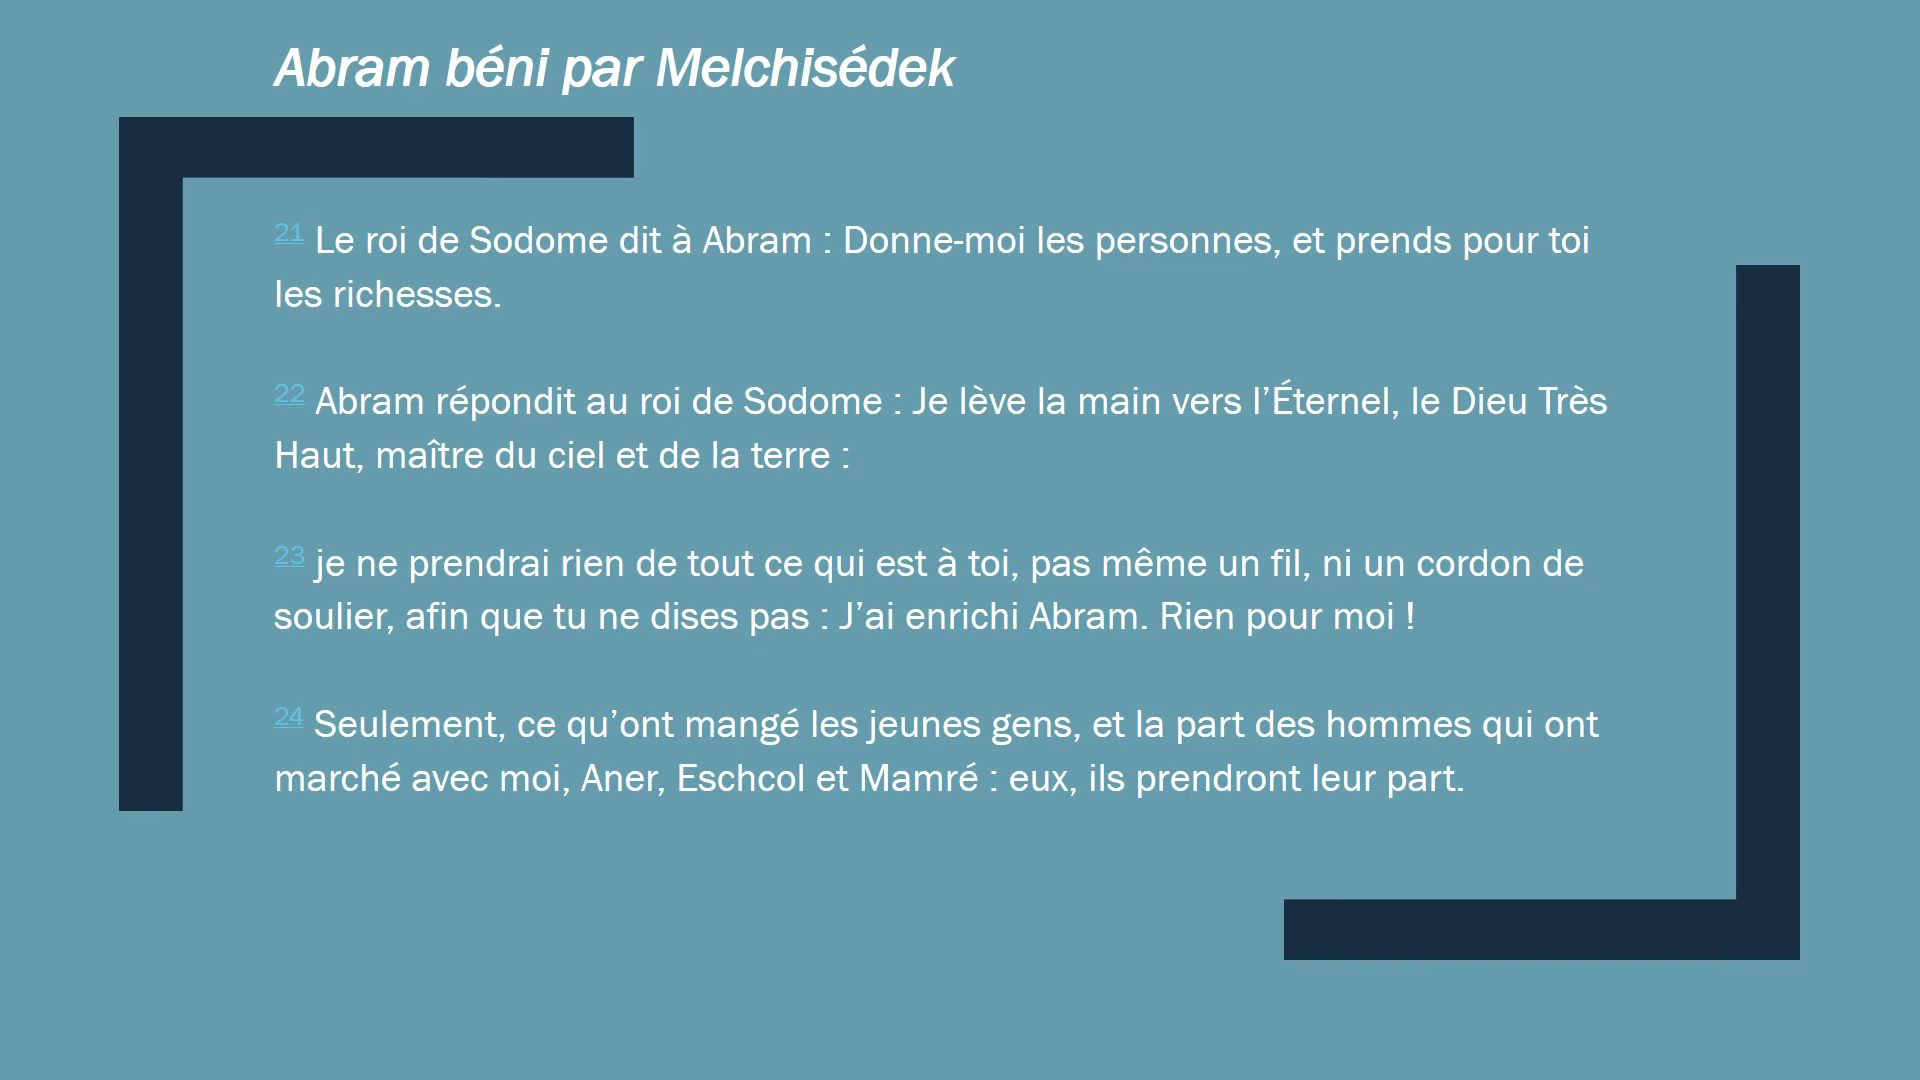 Abram béni par Melchisédek
21 Le roi de Sodome dit à Abram : Donne-moi les personnes, et prends pour toi
les richesses.
22 Abram répondit au roi de Sodome : Je lève la main vers l’Éternel, le Dieu Très
Haut, maître du ciel et de la terre :
23 je ne prendrai rien de tout ce qui est à toi, pas même un fil, ni un cordon de
soulier, afin que tu ne dises pas : J’ai enrichi Abram. Rien pour moi !
24 Seulement, ce qu’ont mangé les jeunes gens, et la part des hommes qui ont
marché avec moi, Aner, Eschcol et Mamré : eux, ils prendront leur part.